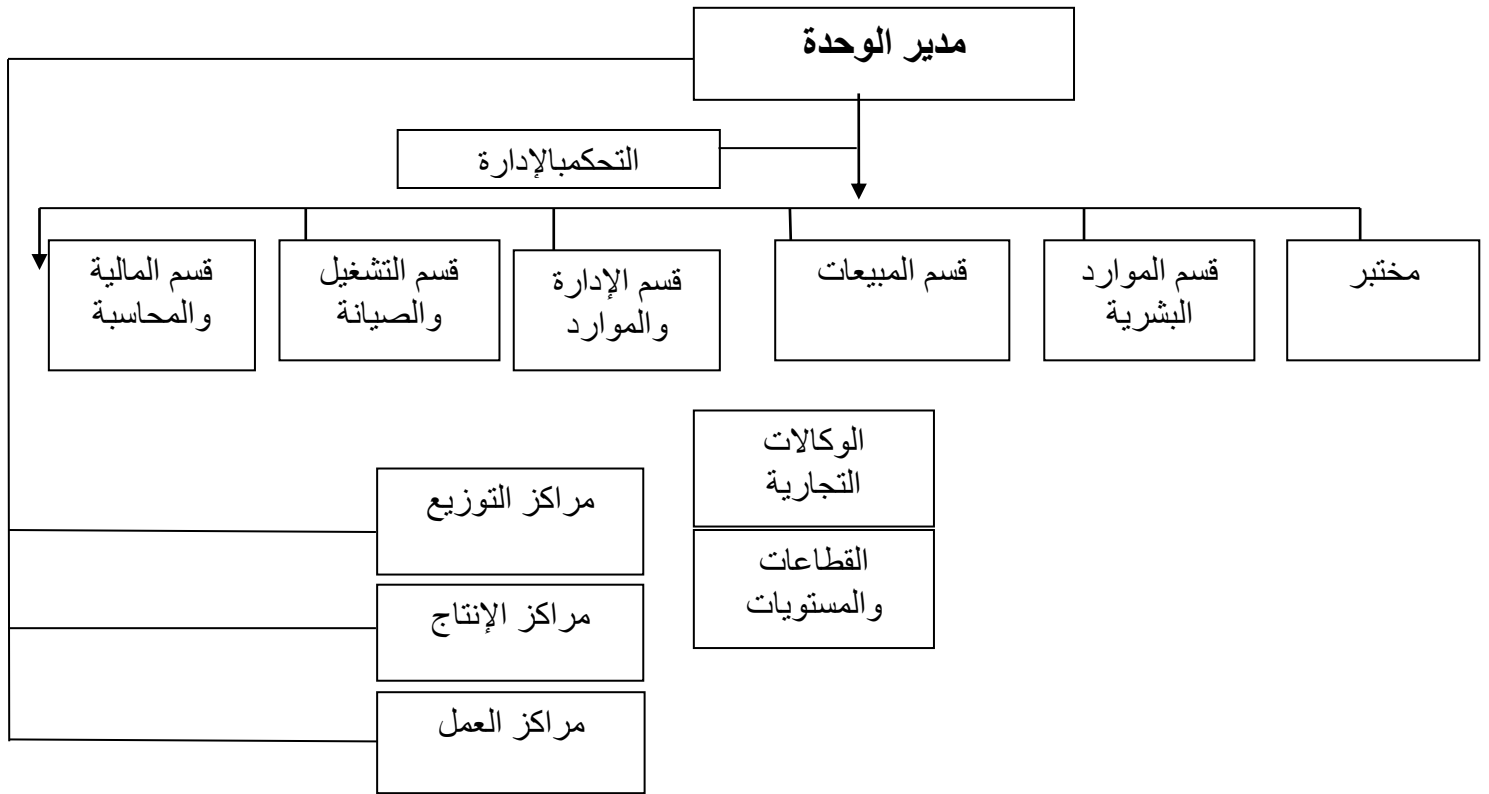 مدير الوحدة
التحكمبالإدارة
مختبر
قسم الموارد
البشرية
قسم المبيعات
قسم الإدارة
والموارد
قسم التشغيل
والصيانة
قسم المالية
والمحاسبة
الوكالات
التجارية
مراكز التوزيع
القطاعات
والمستويات
مراكز الإنتاج
مراكز العمل